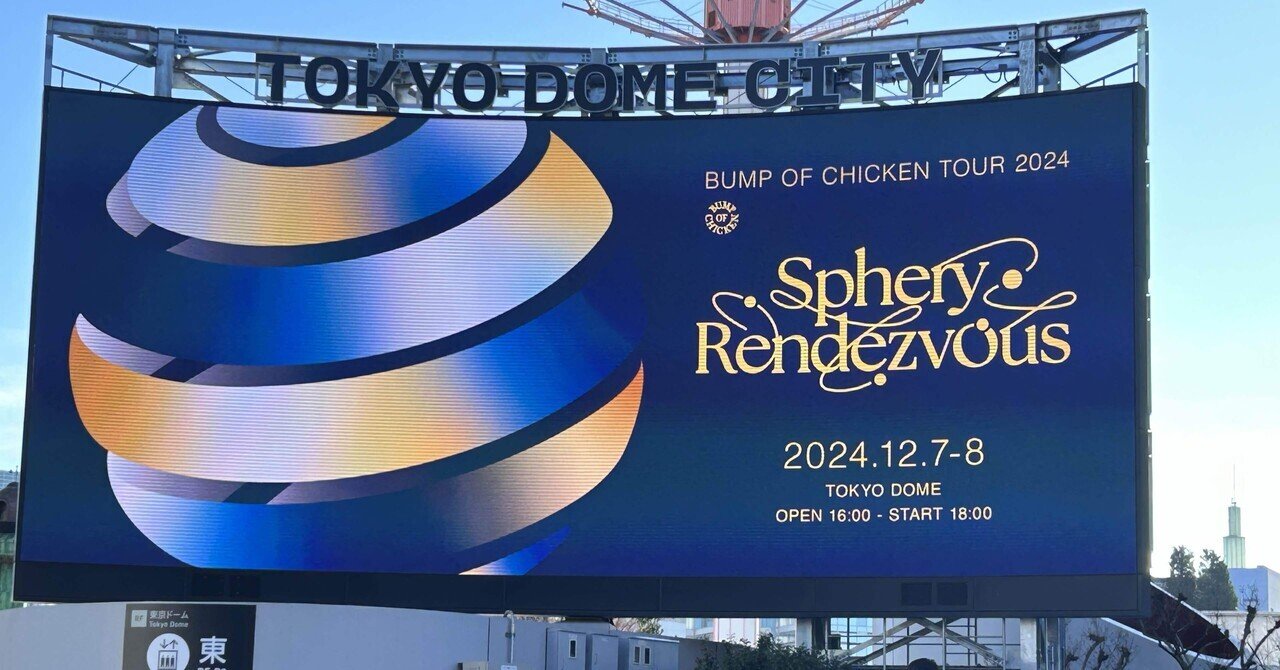 TOKYO DOME CITY
BUMP OF CHICKEN TOUR 2024
BUMP
OF
CHICKEN
Sphery
Rendezvous
2024.12.7-8
TOKYO DOME
OPEN 16:00 - START 18:00
RF 東京ドーム
Tokyo Dome
東